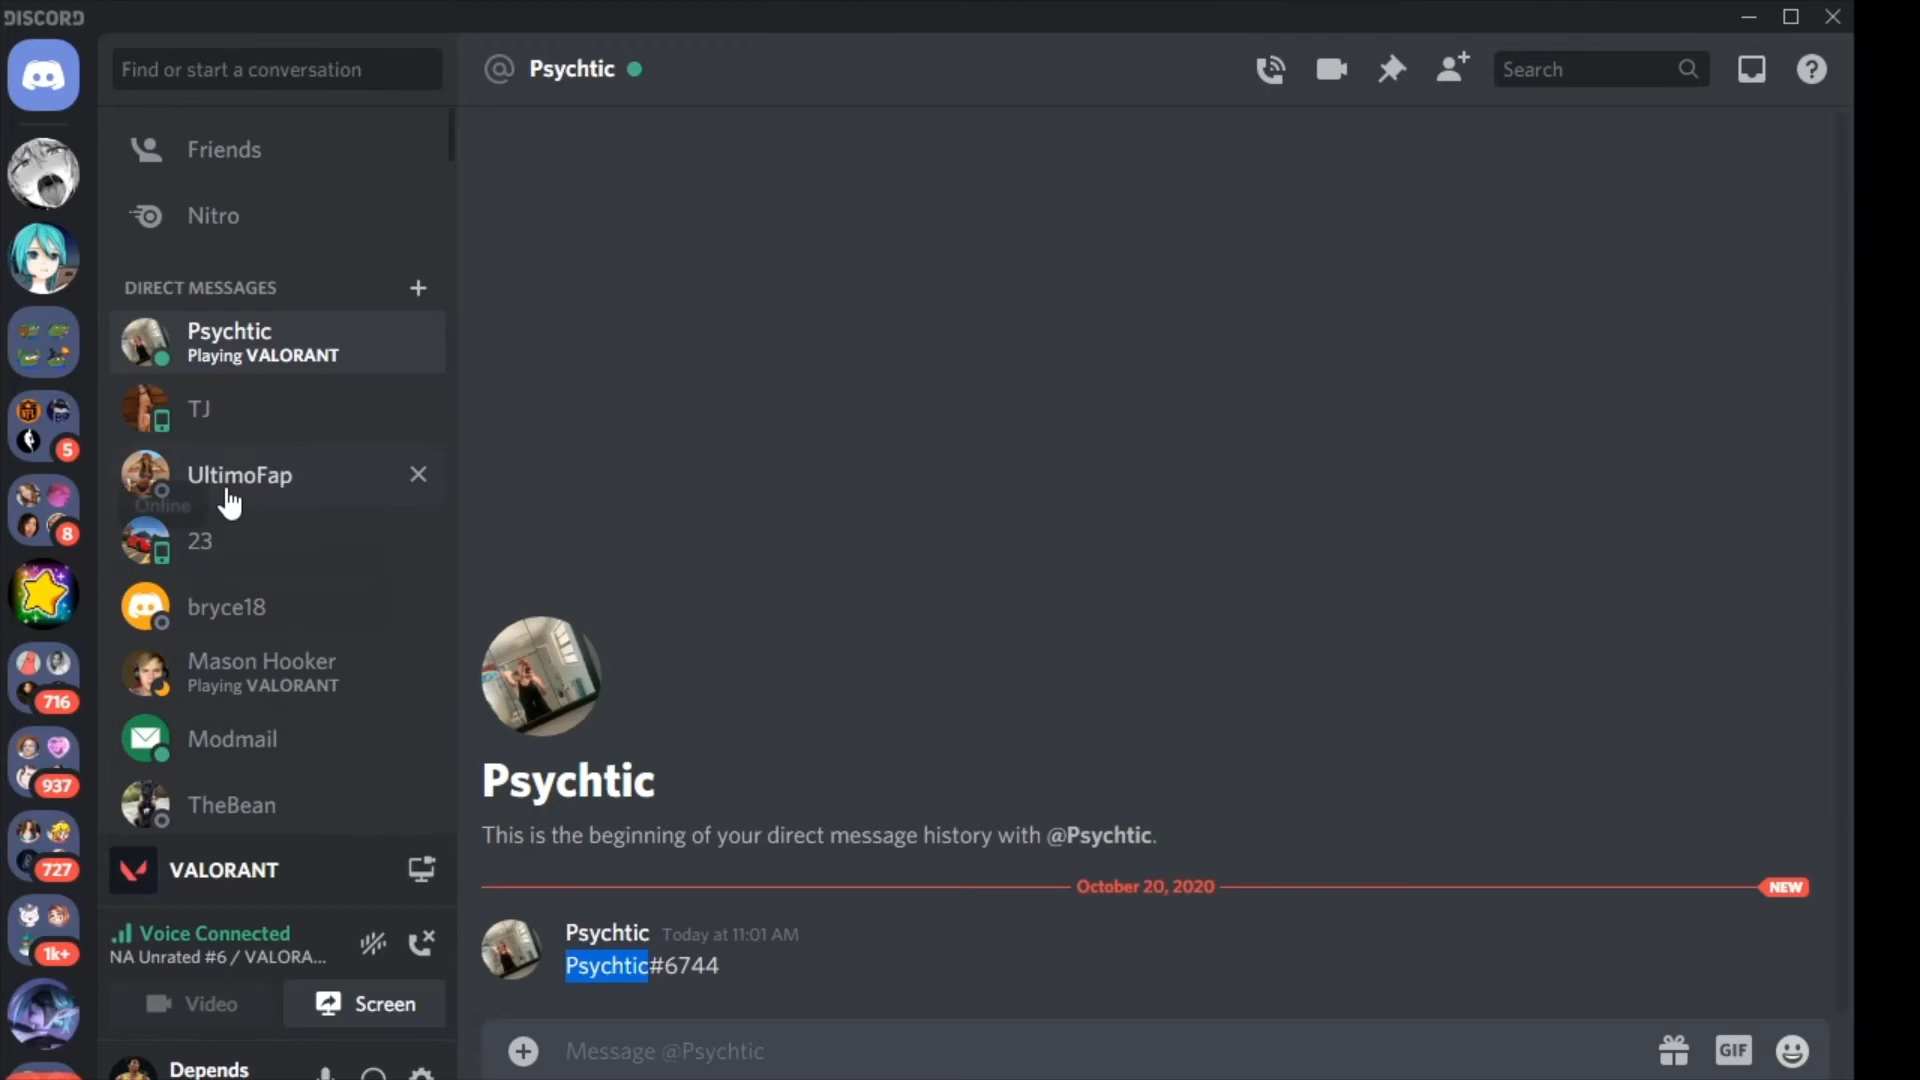 DISCORD
Find or start a conversation
Psychtic
Search
Friends
Nitro
DIRECT MESSAGES
Psychtic
Playing VALORANT
TJ
UltimoFap
Online
23
bryce18
Mason Hooker
Playing VALORANT
Modmail
TheBean
5
8
716
937
727
1k+
VALORANT
Voice Connected
NA Unrated #6 / VALORA...
Video
Screen
Depends
Psychtic
This is the beginning of your direct message history with @Psychtic.
October 20, 2020
NEW
Psychtic Today at 11:01 AM
Psychtic#6744
Message @Psychtic
GIF